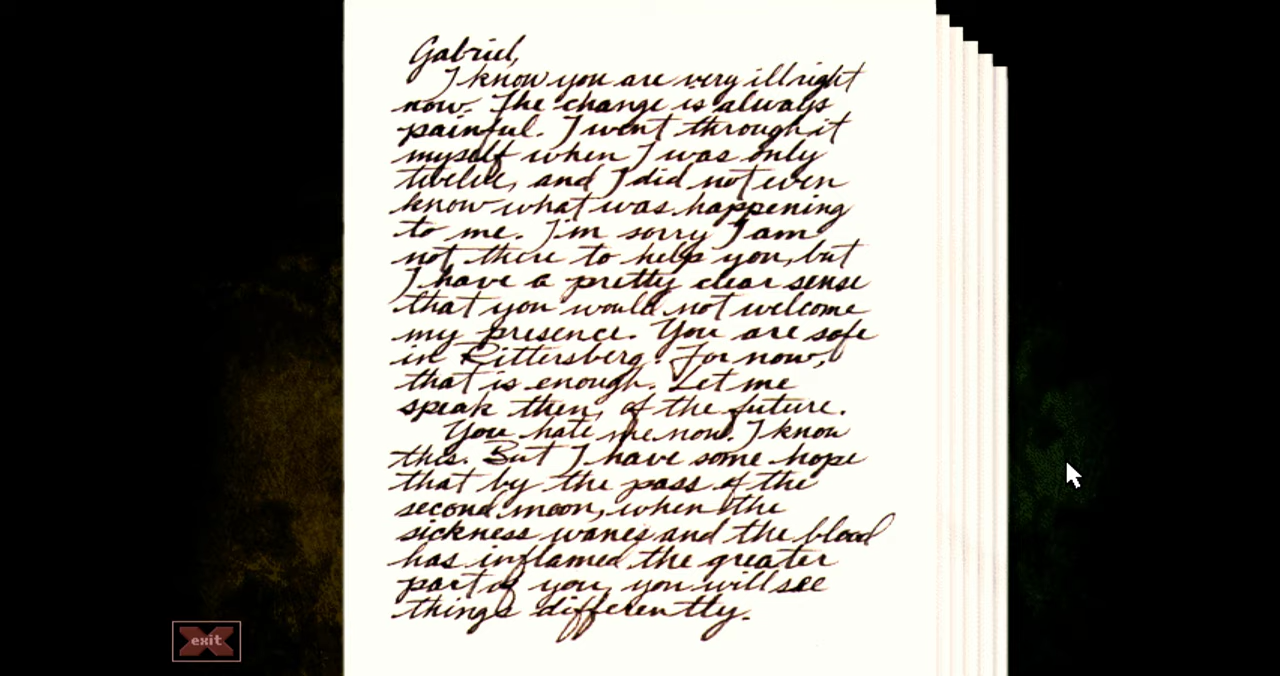 Gabriel,
I know you are very ill right
now. The change is always
painful. I went through it
myself when I was only
twelve, and I did not even
know what was happening
to me. I'm sorry I am
not there to help you, but
I have a pretty clear sense
that you would not welcome
my presence. You are safe
in Rittersberg. For now,
that is enough. Let me
speak then, of the future.
You hate me now. I know
this. But I have some hope
that by the pass of the
second moon, when the
sickness wanes and the blood
has inflamed the greater
part of you, you will see
things differently.
exit